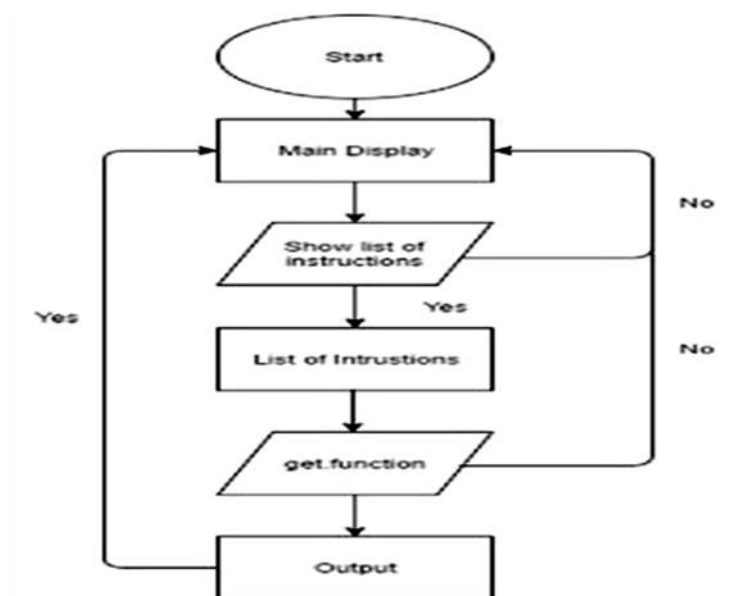 Start
Main Display
No
Show list of
instructions
Yes
Yes
No
List of Intrustions
get.function
Output